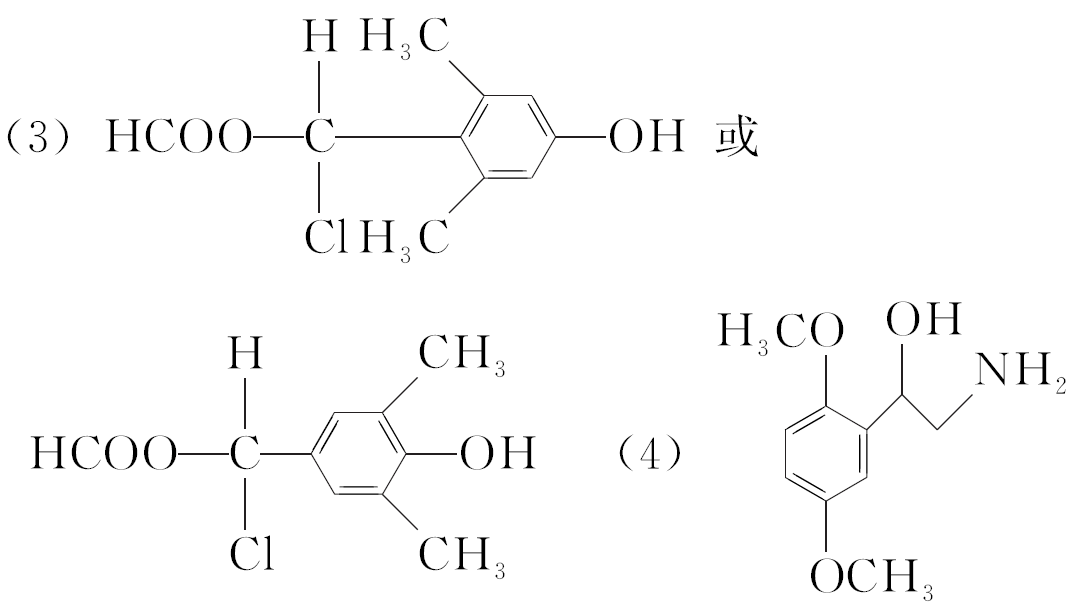 H H₃C
(3) HCOO C OH 或
Cl H₃C
H₃CO OH
H CH₃ NH₂
HCOO C OH (4)
Cl CH₃ OCH₃